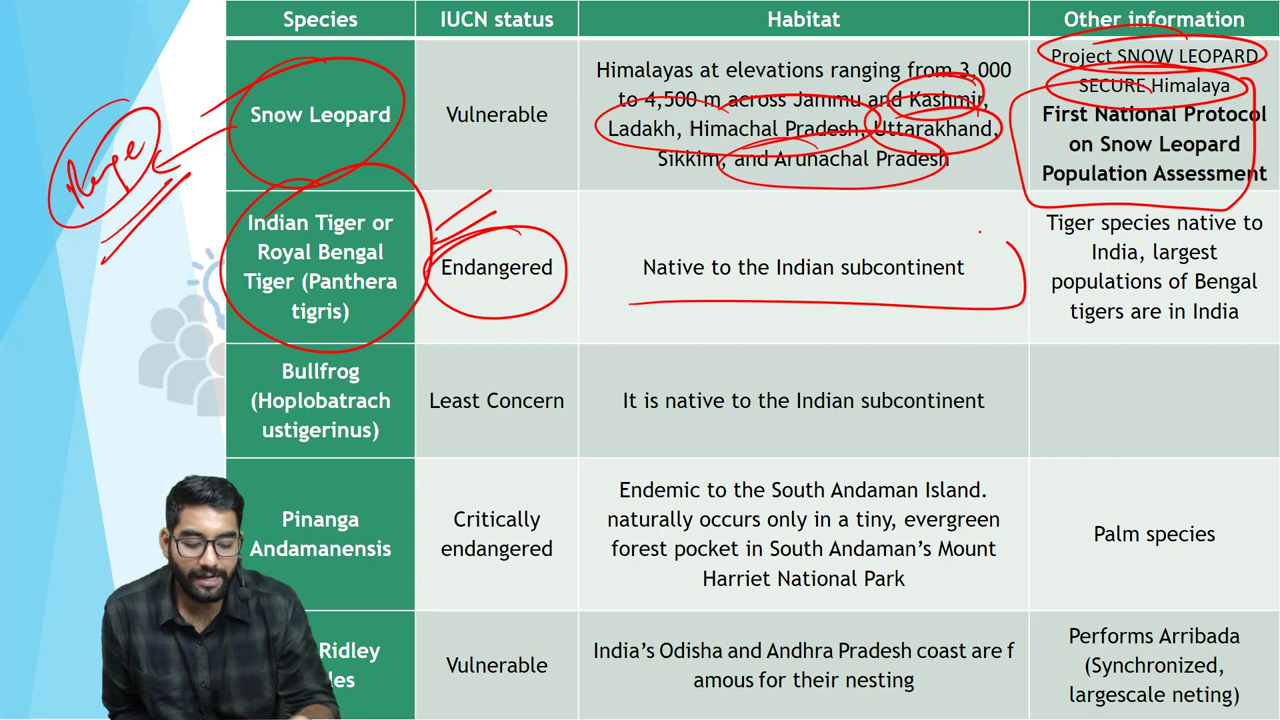 Species
IUCN status
Habitat
Other information
Snow Leopard
Vulnerable
Himalayas at elevations ranging from 3,000
to 4,500 m across Jammu and Kashmir,
Ladakh, Himachal Pradesh, Uttarakhand,
Sikkim, and Arunachal Pradesh
Project SNOW LEOPARD
SECURE Himalaya
First National Protocol
on Snow Leopard
Population Assessment
Indian Tiger or
Royal Bengal
Tiger (Panthera
tigris)
Endangered
Native to the Indian subcontinent
Tiger species native to
India, largest
populations of Bengal
tigers are in India
Bullfrog
(Hoplobatrach
ustigerinus)
Least Concern
It is native to the Indian subcontinent
Pinanga
Andamanensis
Critically
endangered
Endemic to the South Andaman Island.
naturally occurs only in a tiny, evergreen
forest pocket in South Andaman's Mount
Harriet National Park
Palm species
Ridley
les
Vulnerable
India's Odisha and Andhra Pradesh coast are f
amous for their nesting
Performs Arribada
(Synchronized,
largescale neting)